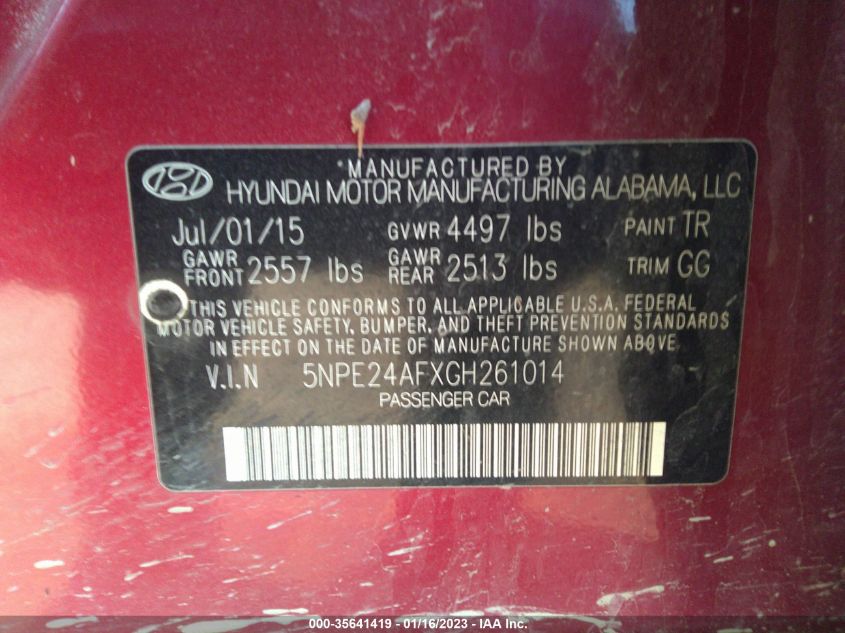 MANUFACTURED BY
HYUNDAI MOTOR MANUFACTURING ALABAMA, LLC
Jul/01/15 GVWR 4497 lbs PAINT TR
GAWR FRONT 2557 lbs GAWR REAR 2513 lbs TRIM GG
THIS VEHICLE CONFORMS TO ALL APPLICABLE U.S.A. FEDERAL
MOTOR VEHICLE SAFETY, BUMPER, AND THEFT PREVENTION STANDARDS
IN EFFECT ON THE DATE OF MANUFACTURE SHOWN ABOVE.
V.I.N 5NPE24AFXGH261014
PASSENGER CAR
000-35641419 - 01/16/2023 - IAA Inc.